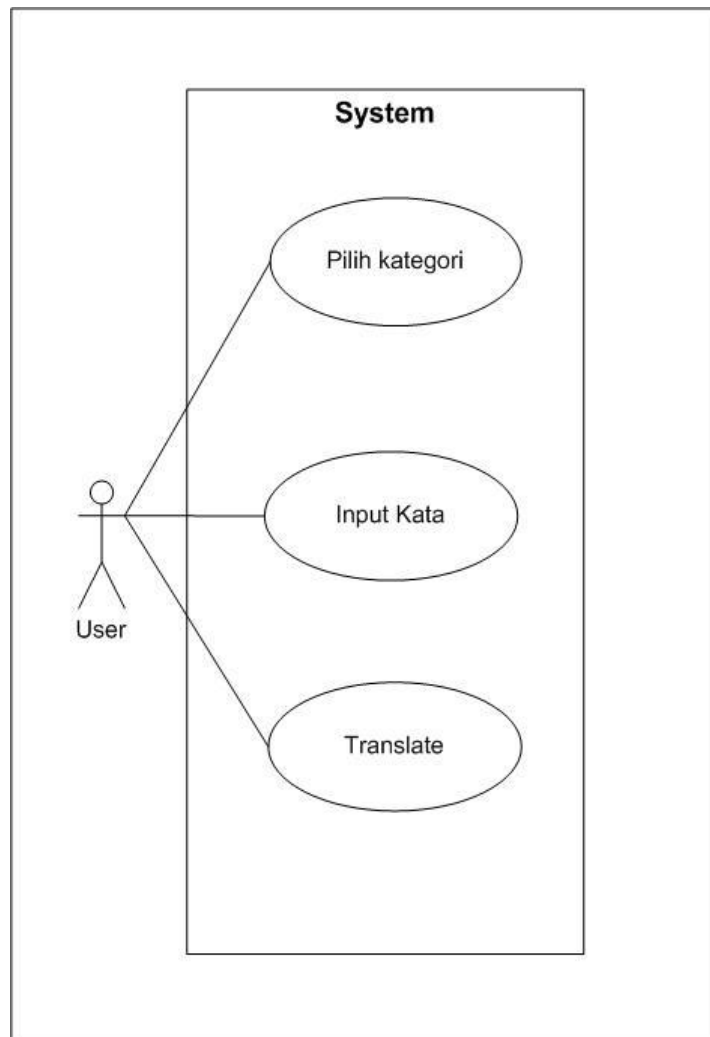 System
Pilih kategori
Input Kata
User
Translate